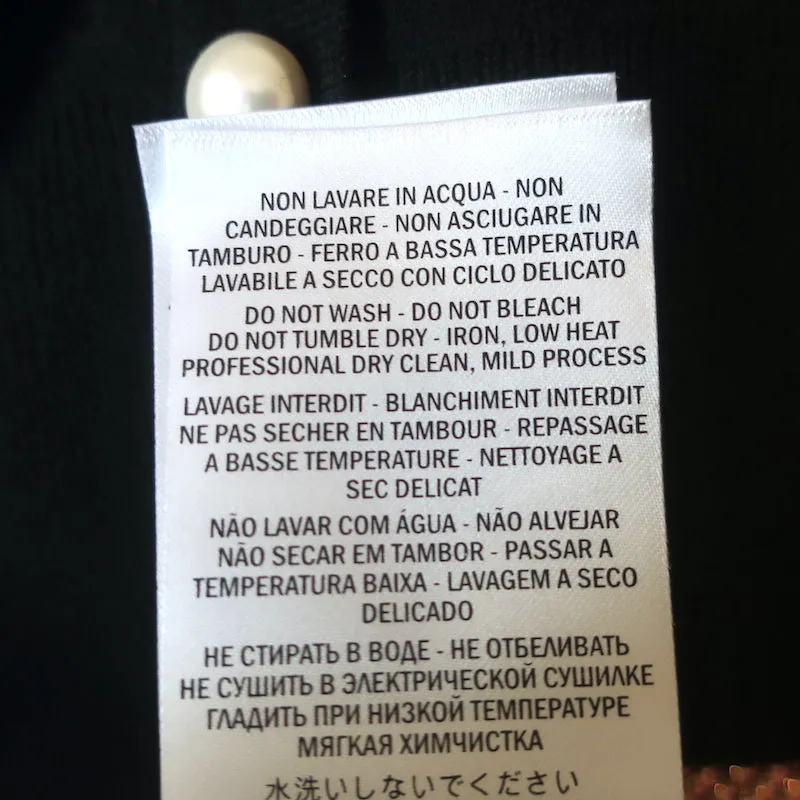 NON LAVARE IN ACQUA - NON
CANDEGGIARE - NON ASCIUGARE IN
TAMBURO - FERRO A BASSA TEMPERATURA
LAVABILE A SECCO CON CICLO DELICATO
DO NOT WASH - DO NOT BLEACH
DO NOT TUMBLE DRY - IRON, LOW HEAT
PROFESSIONAL DRY CLEAN, MILD PROCESS
LAVAGE INTERDIT - BLANCHIMENT INTERDIT
NE PAS SECHER EN TAMBOUR - REPASSAGE
A BASSE TEMPERATURE - NETTOYAGE A
SEC DELICAT
NÃO LAVAR COM ÁGUA - NÃO ALVEJAR
NÃO SECAR EM TAMBOR - PASSAR A
TEMPERATURA BAIXA - LAVAGEM A SECO
DELICADO
НЕ СТИРАТЬ В ВОДЕ - НЕ ОТБЕЛИВАТЬ
НЕ СУШИТЬ В ЭЛЕКТРИЧЕСКОЙ СУШИЛКЕ
ГЛАДИТЬ ПРИ НИЗКОЙ ТЕМПЕРАТУРЕ
МЯГКАЯ ХИМЧИСТКА
水洗いしないでください